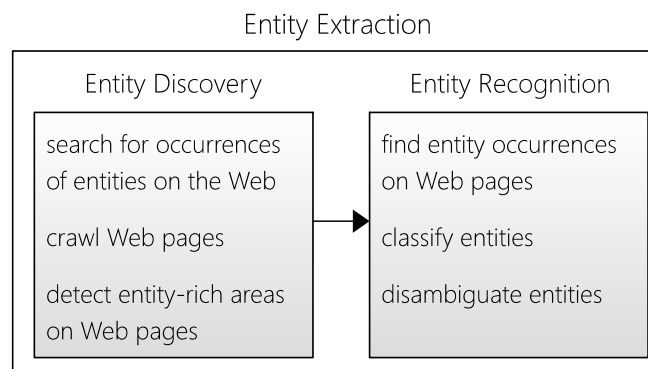 Entity Extraction
Entity Discovery
search for occurrences
of entities on the Web
crawl Web pages
detect entity-rich areas
on Web pages
Entity Recognition
find entity occurrences
on Web pages
classify entities
disambiguate entities